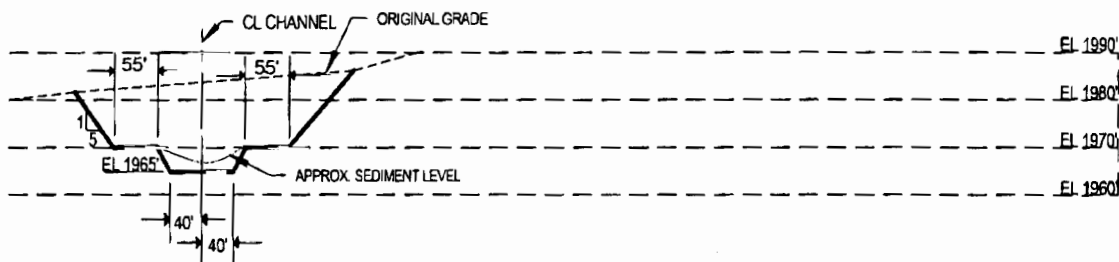 CL CHANNEL
ORIGINAL GRADE
EL 1990'
55'
55'
EL 1980'
1
5
EL 1970'
EL 1965'
APPROX. SEDIMENT LEVEL
EL 1960'
40'
40'